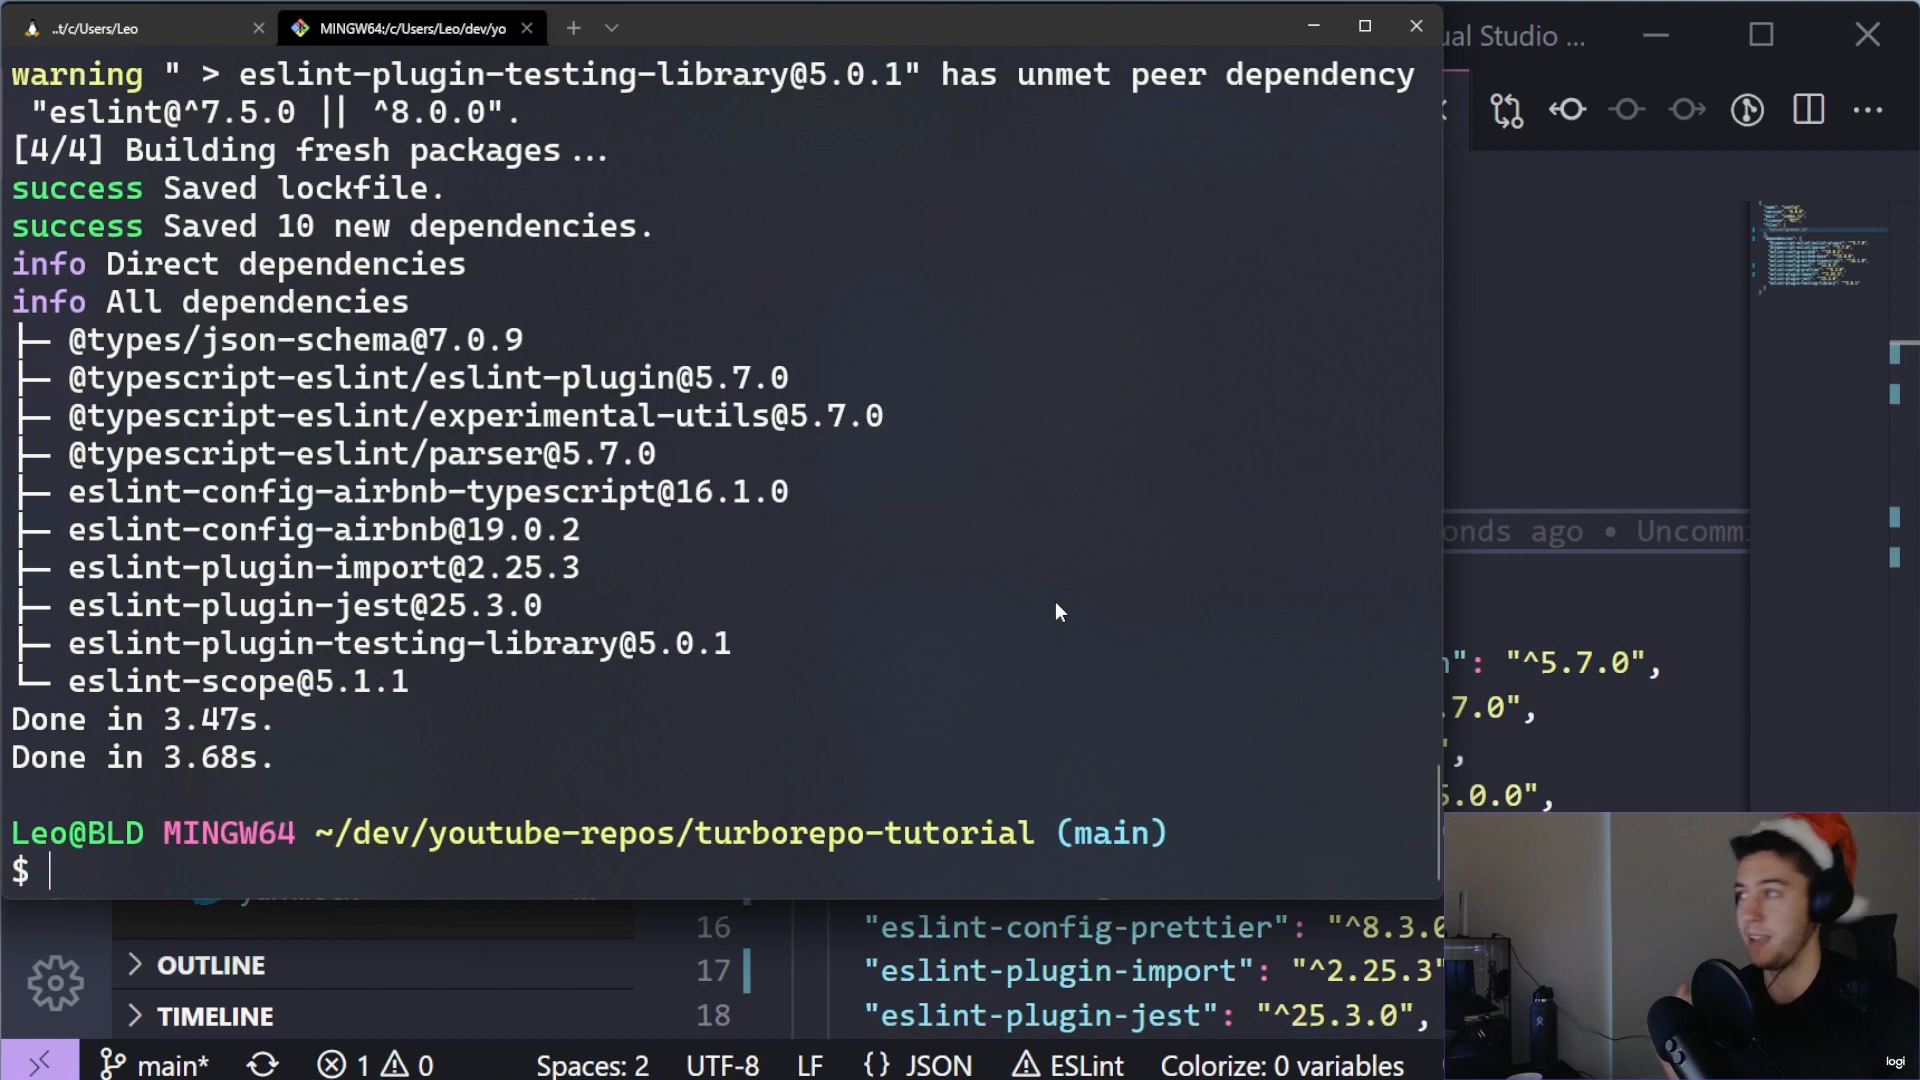 ..t/c/Users/Leo
MINGW64:/c/Users/Leo/dev/yo
ual Studio ...
warning " > eslint-plugin-testing-library@5.0.1" has unmet peer dependency
"eslint@^7.5.0 || ^8.0.0".
[4/4] Building fresh packages...
success Saved lockfile.
success Saved 10 new dependencies.
info Direct dependencies
info All dependencies
├─ @types/json-schema@7.0.9
├─ @typescript-eslint/eslint-plugin@5.7.0
├─ @typescript-eslint/experimental-utils@5.7.0
├─ @typescript-eslint/parser@5.7.0
├─ eslint-config-airbnb-typescript@16.1.0
├─ eslint-config-airbnb@19.0.2
├─ eslint-plugin-import@2.25.3
├─ eslint-plugin-jest@25.3.0
├─ eslint-plugin-testing-library@5.0.1
└─ eslint-scope@5.1.1
Done in 3.47s.
Done in 3.68s.
Leo@BLD MINGW64 ~/dev/youtube-repos/turborepo-tutorial (main)
$
onds ago • Uncommi
": "^5.7.0",
.7.0",
",
5.0.0",
16 "eslint-config-prettier": "^8.3.0
17 "eslint-plugin-import": "^2.25.3"
18 "eslint-plugin-jest": "^25.3.0",
OUTLINE
TIMELINE
main* 1 0 Spaces: 2 UTF-8 LF {} JSON ESLint Colorize: 0 variables
logi